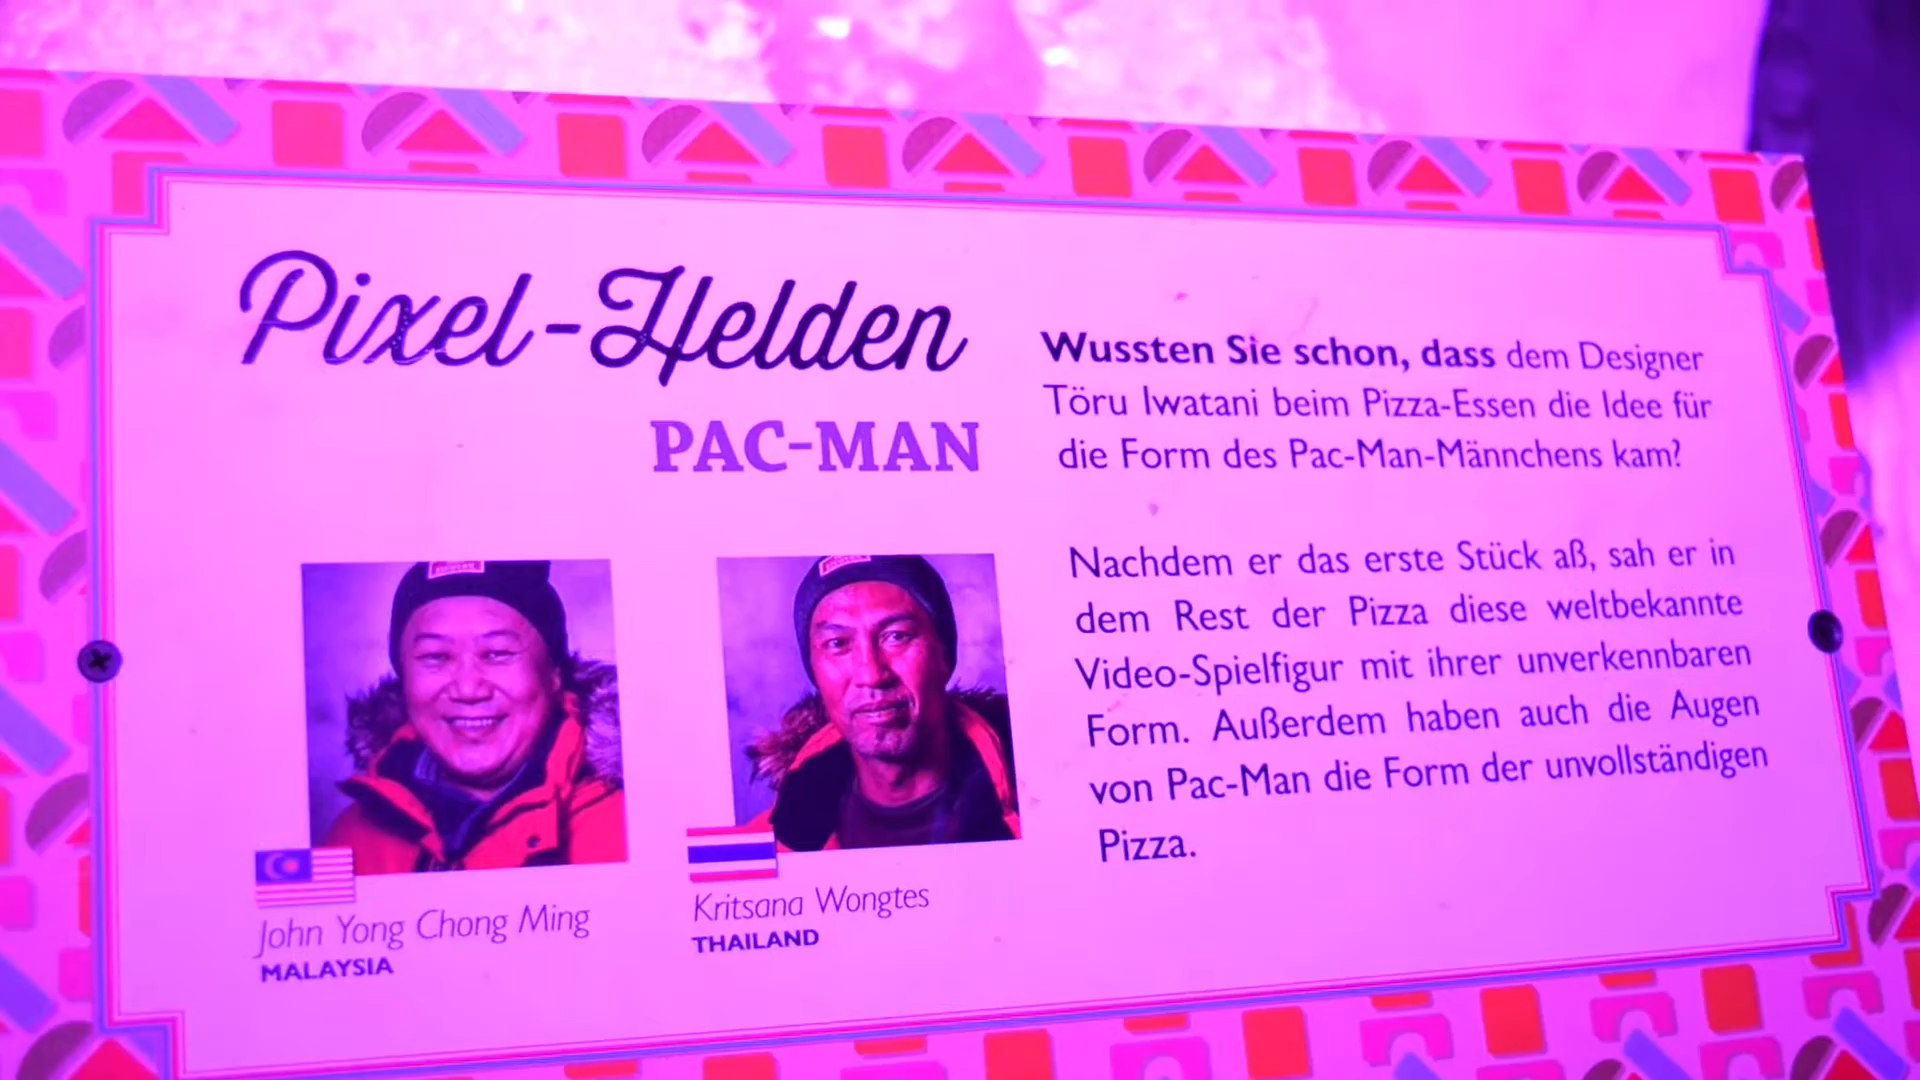 Pixel-Helden
PAC-MAN
John Yong Chong Ming
MALAYSIA
Kritsana Wongtes
THAILAND
Wussten Sie schon, dass dem Designer
Töru Iwatani beim Pizza-Essen die Idee für
die Form des Pac-Man-Männchens kam?
Nachdem er das erste Stück aß, sah er in
dem Rest der Pizza diese weltbekannte
Video-Spielfigur mit ihrer unverkennbaren
Form. Außerdem haben auch die Augen
von Pac-Man die Form der unvollständigen
Pizza.